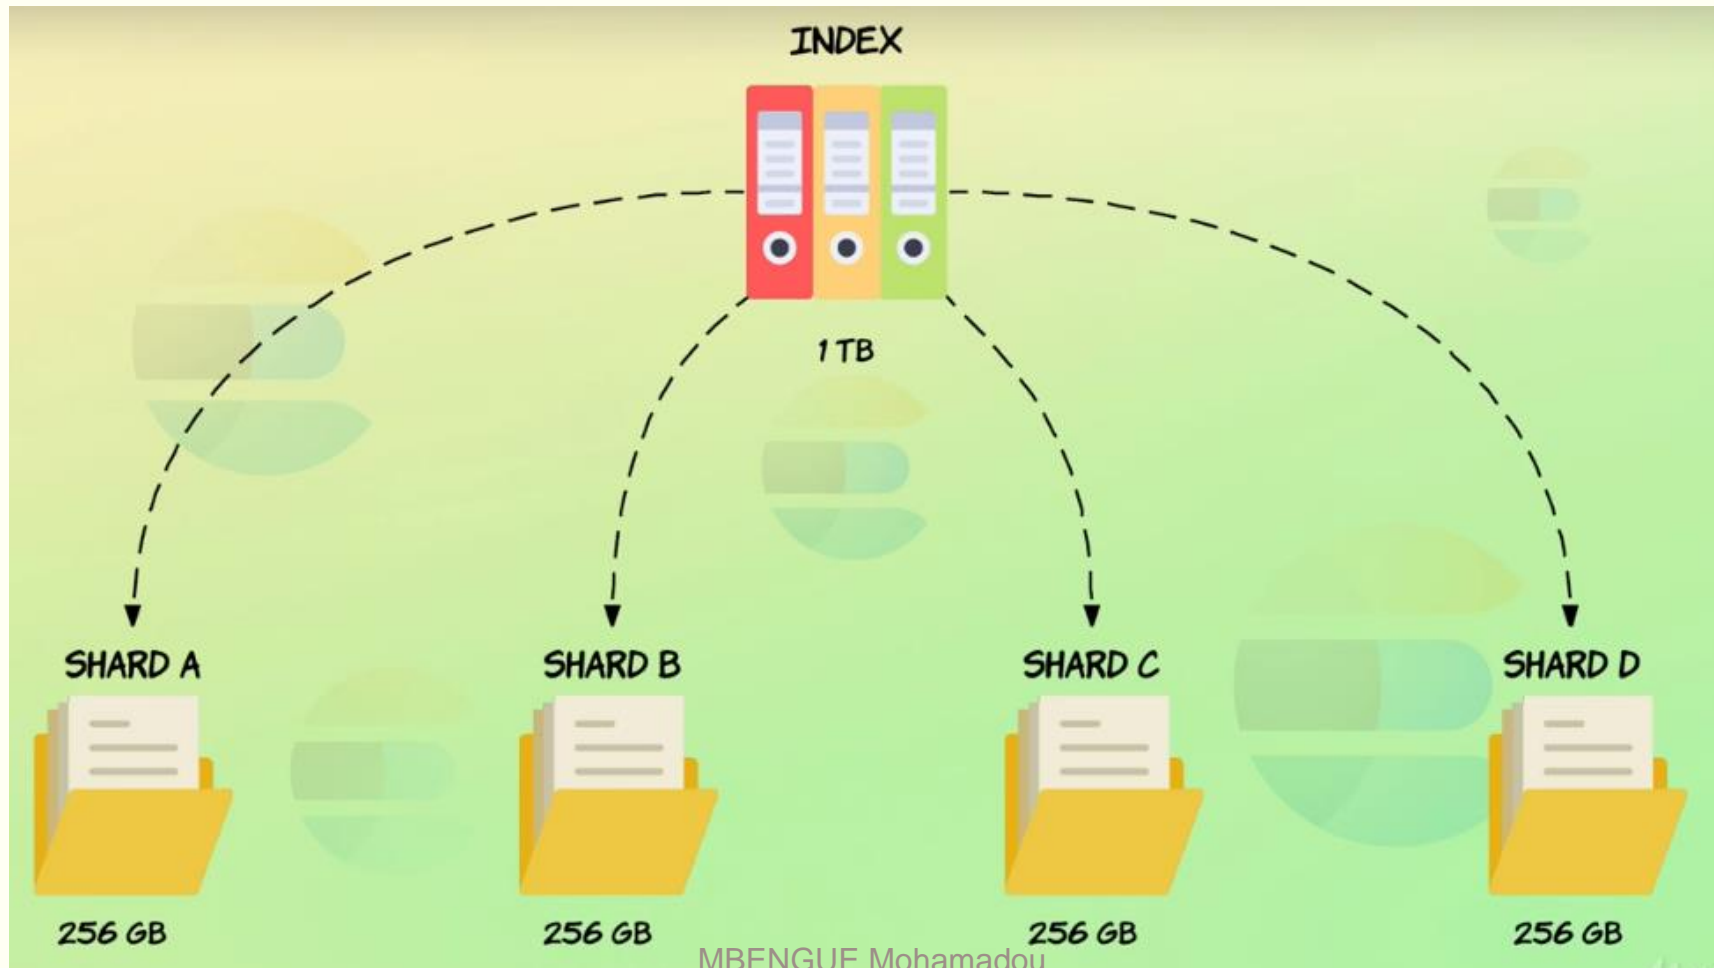 INDEX
1 TB
SHARD A
SHARD B
SHARD C
SHARD D
256 GB
256 GB
256 GB
256 GB
MBENGUE Mohamadou